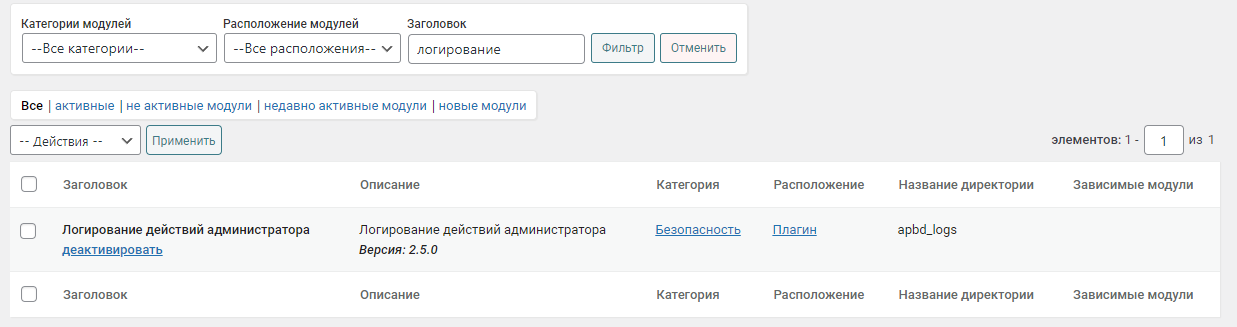 Категории модулей Расположение модулей Заголовок
--Все категории-- --Все расположения-- логирование Фильтр Отменить
Все | активные | не активные модули | недавно активные модули | новые модули
-- Действия -- Применить элементов: 1 - 1 из 1
Заголовок Описание Категория Расположение Название директории Зависимые модули
Логирование действий администратора Логирование действий администратора Безопасность Плагин apbd_logs
деактивировать Версия: 2.5.0
Заголовок Описание Категория Расположение Название директории Зависимые модули